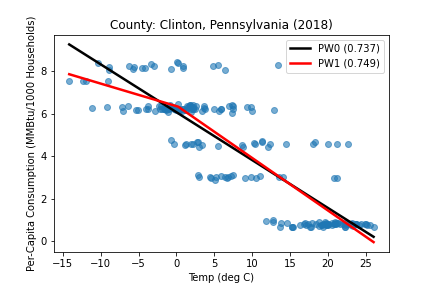 County: Clinton, Pennsylvania (2018)
PW0 (0.737)
PW1 (0.749)
Per-Capita Consumption (MMBtu/1000 Households)
8
6
4
2
0
−15 −10 −5 0 5 10 15 20 25
Temp (deg C)